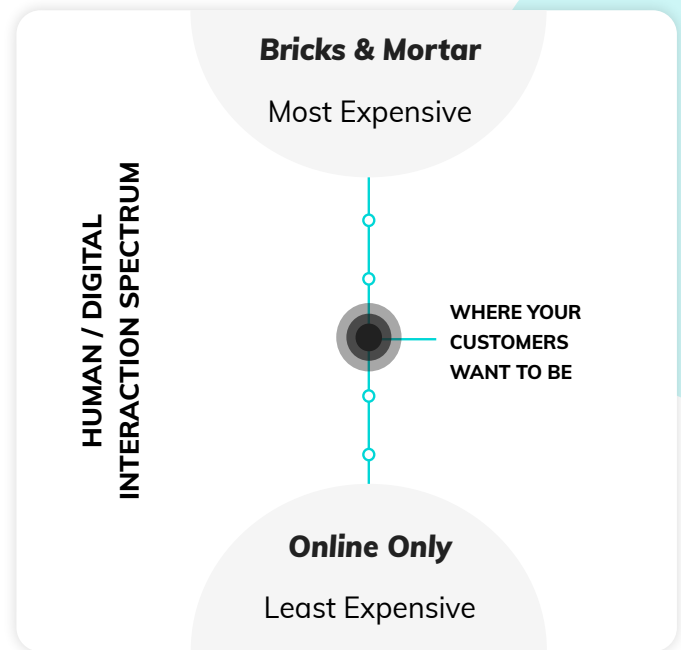 Bricks & Mortar
Most Expensive
HUMAN / DIGITAL
INTERACTION SPECTRUM
WHERE YOUR
CUSTOMERS
WANT TO BE
Online Only
Least Expensive